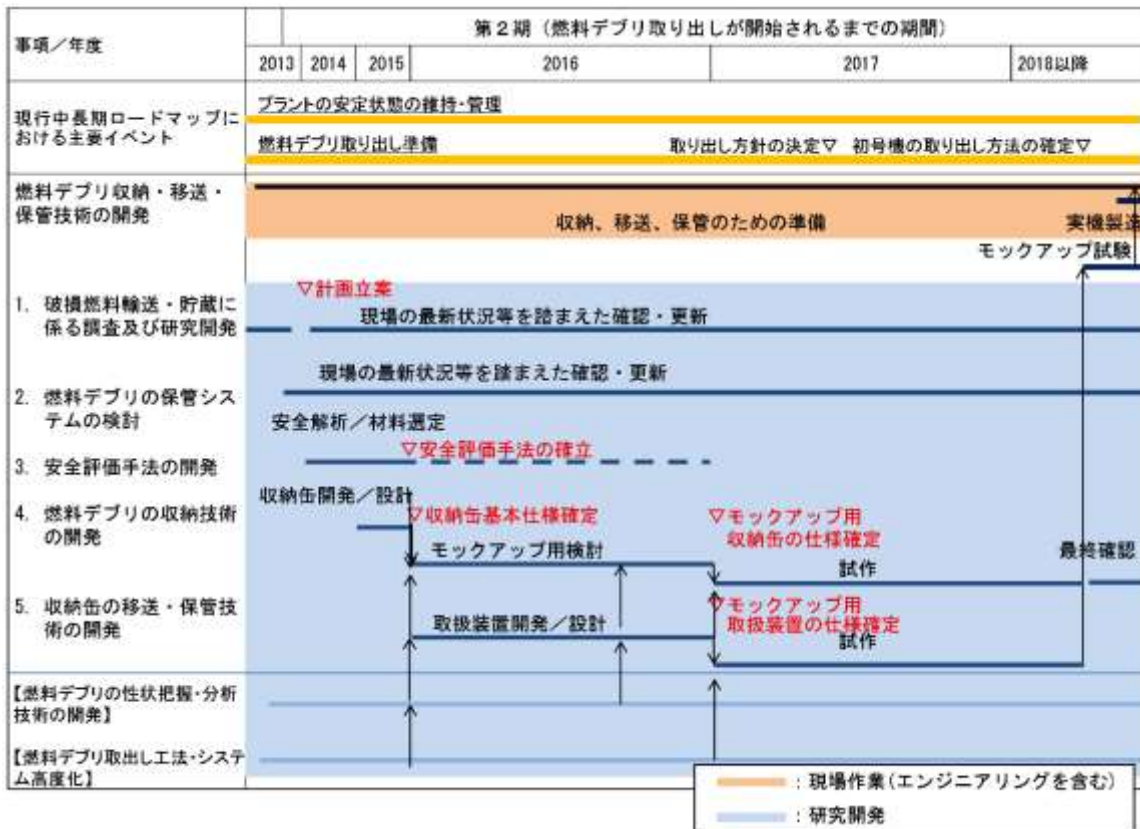 事項／年度
第２期（燃料デブリ取り出しが開始されるまでの期間）
2013
2014
2015
2016
2017
2018以降
現行中長期ロードマップに
おける主要イベント
プラントの安定状態の維持・管理
燃料デブリ取り出し準備
取り出し方針の決定▽
初号機の取り出し方法の確定▽
燃料デブリ収納・移送・
保管技術の開発
収納、移送、保管のための準備
実機製造
モックアップ試験
1. 破損燃料輸送・貯蔵に
係る調査及び研究開発
▽計画立案
現場の最新状況等を踏まえた確認・更新
2. 燃料デブリの保管シス
テムの検討
現場の最新状況等を踏まえた確認・更新
3. 安全評価手法の開発
安全解析／材料選定
▽安全評価手法の確立
4. 燃料デブリの収納技術
の開発
収納缶開発／設計
▽収納缶基本仕様確定
モックアップ用検討
▽モックアップ用
収納缶の仕様確定
試作
最終確認
5. 収納缶の移送・保管技
術の開発
取扱装置開発／設計
▽モックアップ用
取扱装置の仕様確定
試作
【燃料デブリの性状把握・分析
技術の開発】
【燃料デブリ取出し工法・システ
ム高度化】
：現場作業（エンジニアリングを含む）
：研究開発